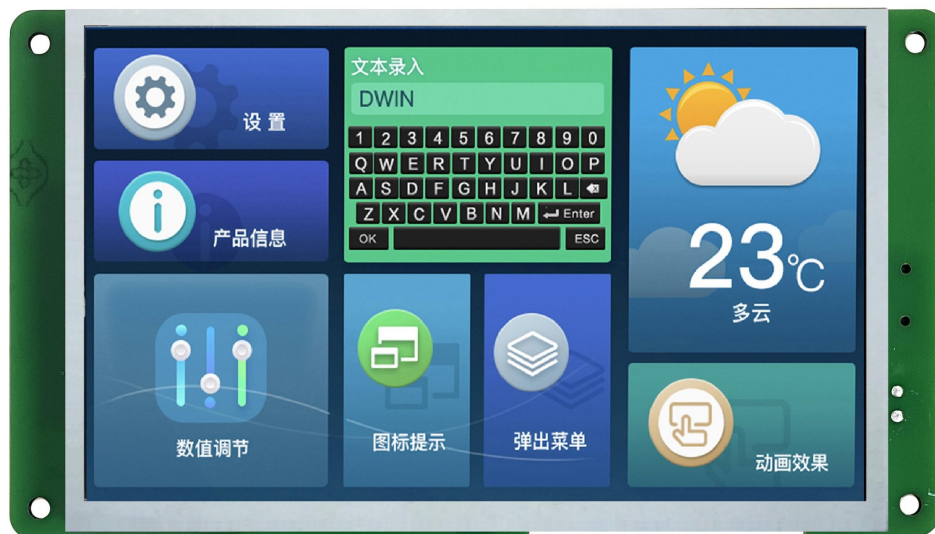 设置
产品信息
数值调节
文本录入
DWIN
1 2 3 4 5 6 7 8 9 0
Q W E R T Y U I O P
A S D F G H J K L
Z X C V B N M Enter
OK ESC
图标提示
弹出菜单
23℃
多云
动画效果